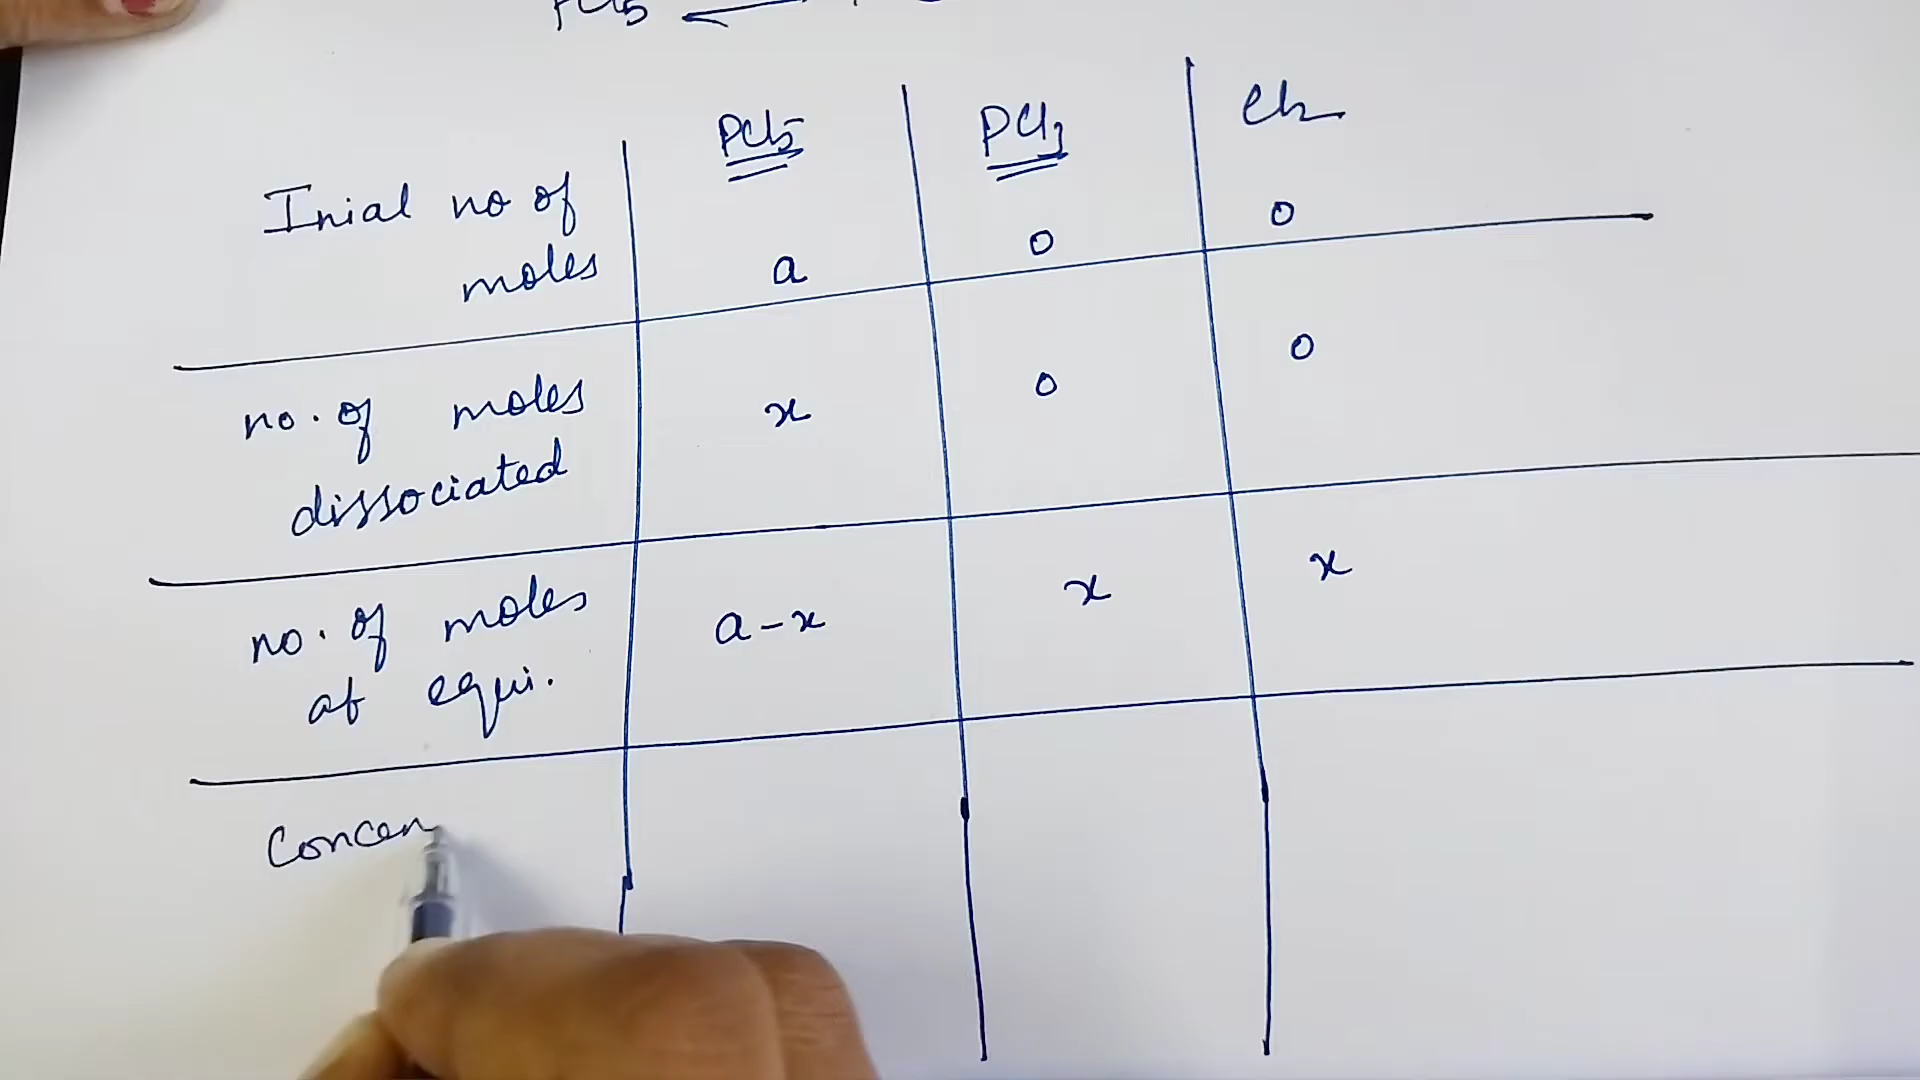 PCl5 ⇌
PCl5 PCl3 Cl2
Inial no of
moles a 0 0
no. of moles
dissociated x 0 0
no. of moles
at equi. a-x x x
Concen